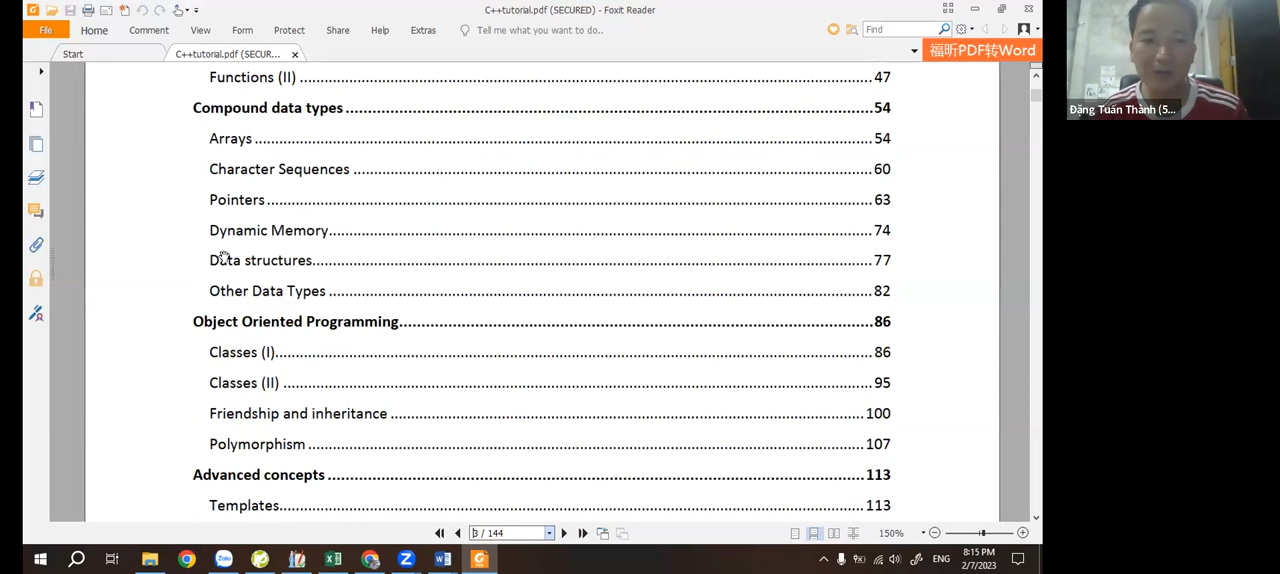 C++tutorial.pdf (SECURED) - Foxit Reader
File Home Comment View Form Protect Share Help Extras Tell me what you want to do.. Find
Start C++tutorial.pdf (SECUR... 福昕PDF转Word
Functions (II) 47
Compound data types 54
Arrays 54
Character Sequences 60
Pointers 63
Dynamic Memory 74
Data structures 77
Other Data Types 82
Object Oriented Programming 86
Classes (I) 86
Classes (II) 95
Friendship and inheritance 100
Polymorphism 107
Advanced concepts 113
Templates 113
3 / 144 150%
ENG 8:15 PM
2/7/2023
Đặng Tuấn Thành (5...